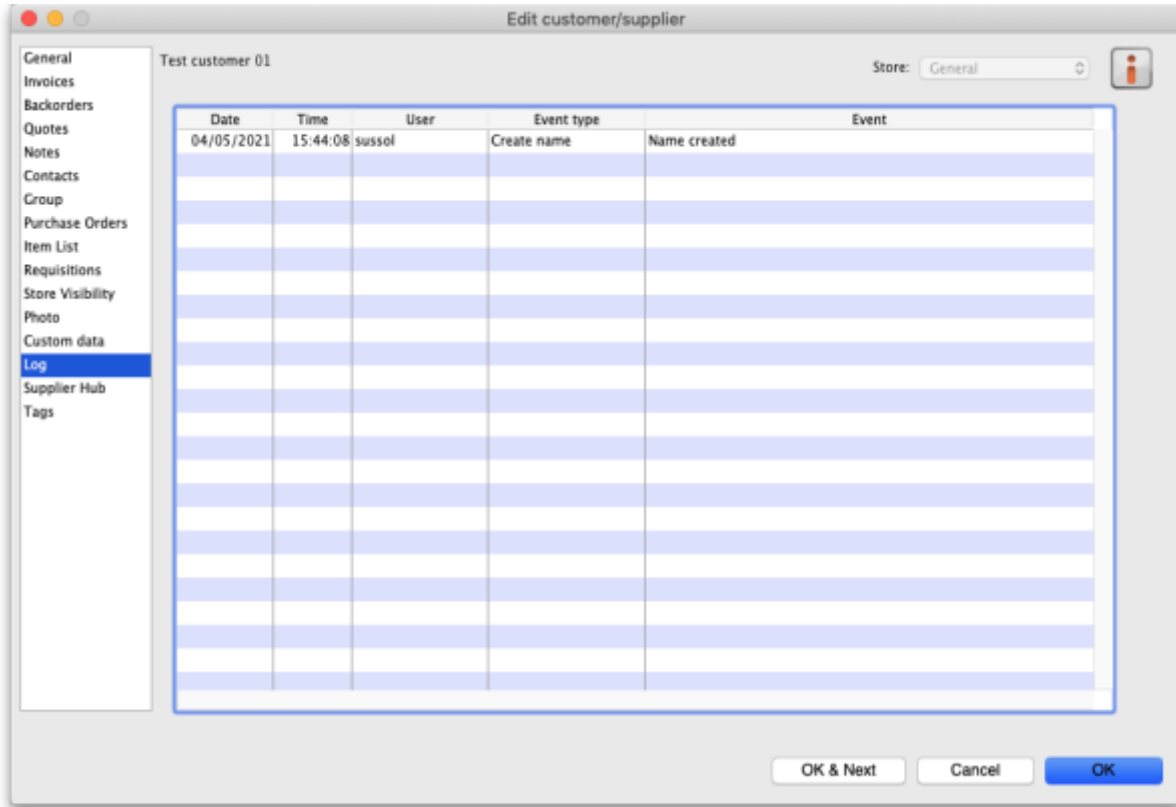 Edit customer/supplier
General
Invoices
Backorders
Quotes
Notes
Contacts
Group
Purchase Orders
Item List
Requisitions
Store Visibility
Photo
Custom data
Log
Supplier Hub
Tags
Test customer 01
Store: General
Date Time User Event type Event
04/05/2021 15:44:08 sussol Create name Name created
OK & Next Cancel OK